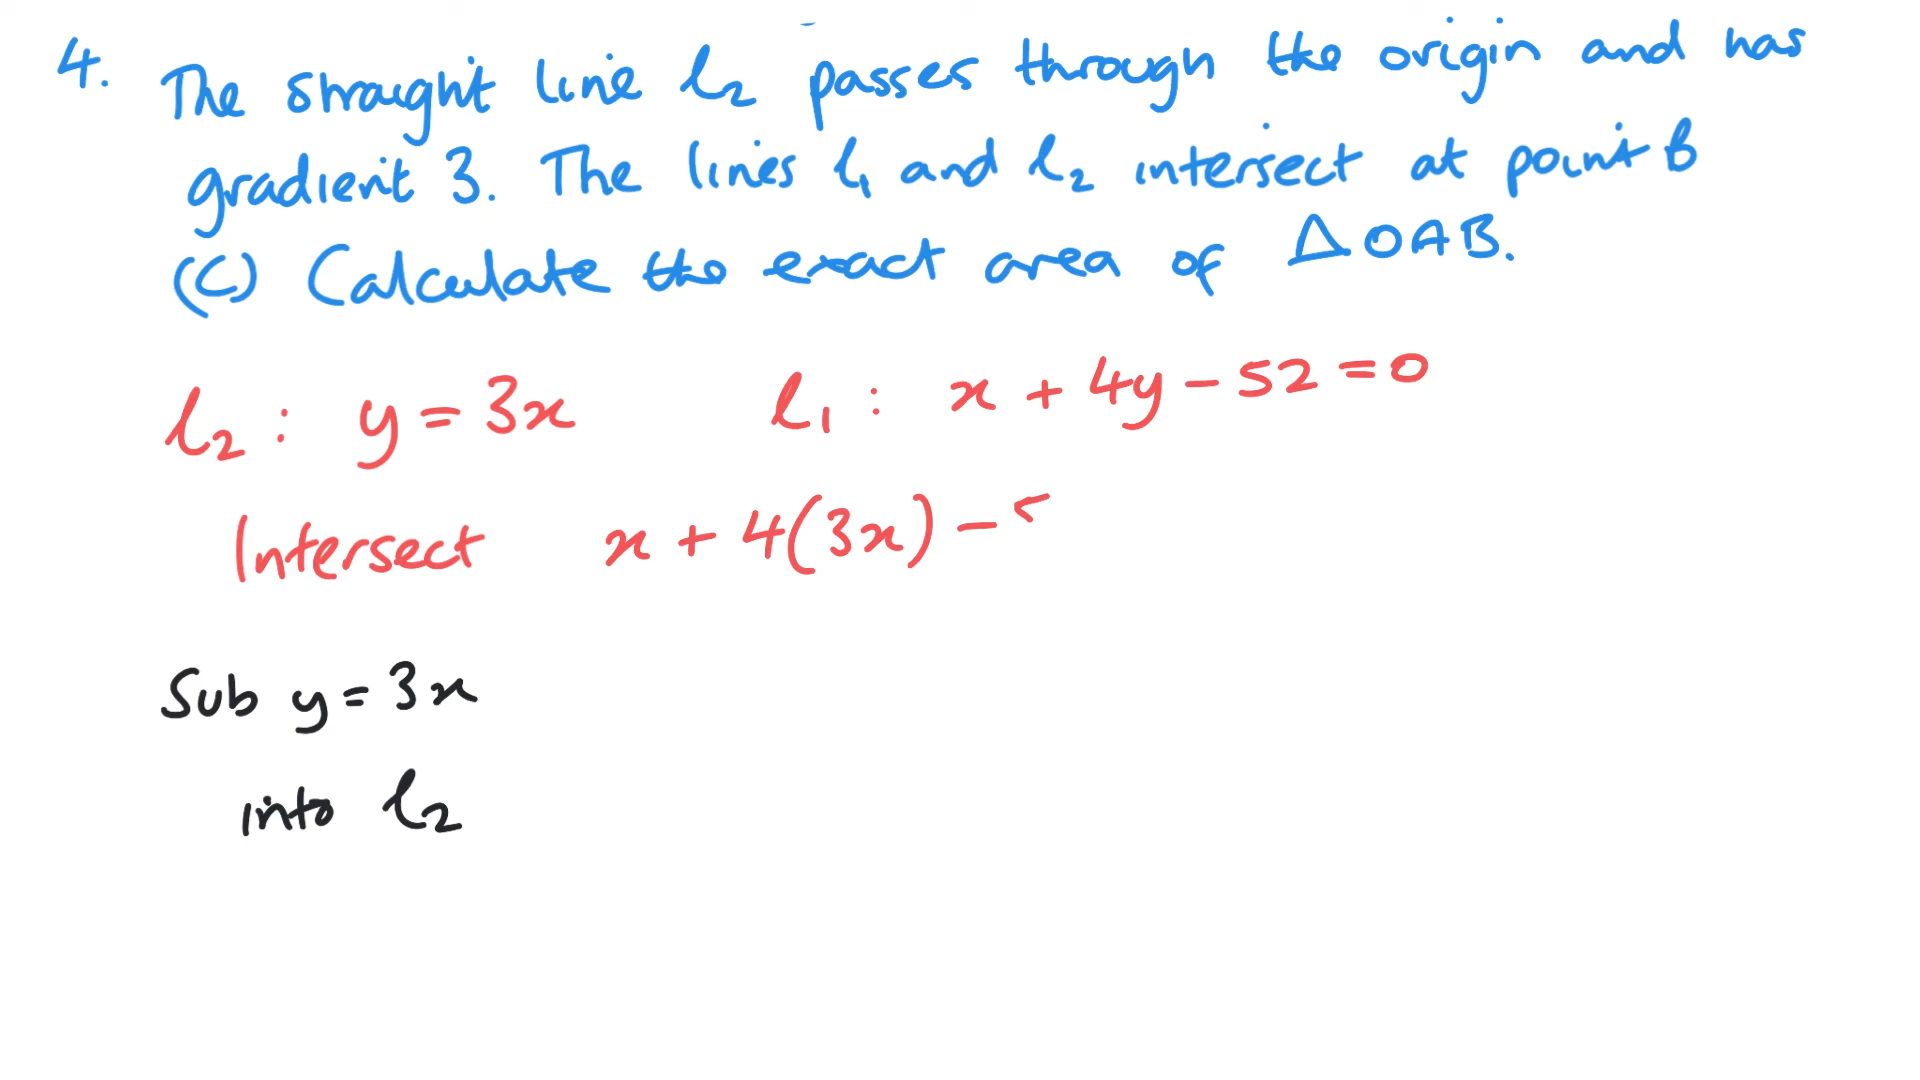 4. The straight line l₂ passes through the origin and has
gradient 3. The lines l₁ and l₂ intersect at point B
(c) Calculate the exact area of △OAB.
l₂ : y = 3x l₁ : x + 4y - 52 = 0
Intersect x + 4(3x) -
Sub y = 3x
into l₂